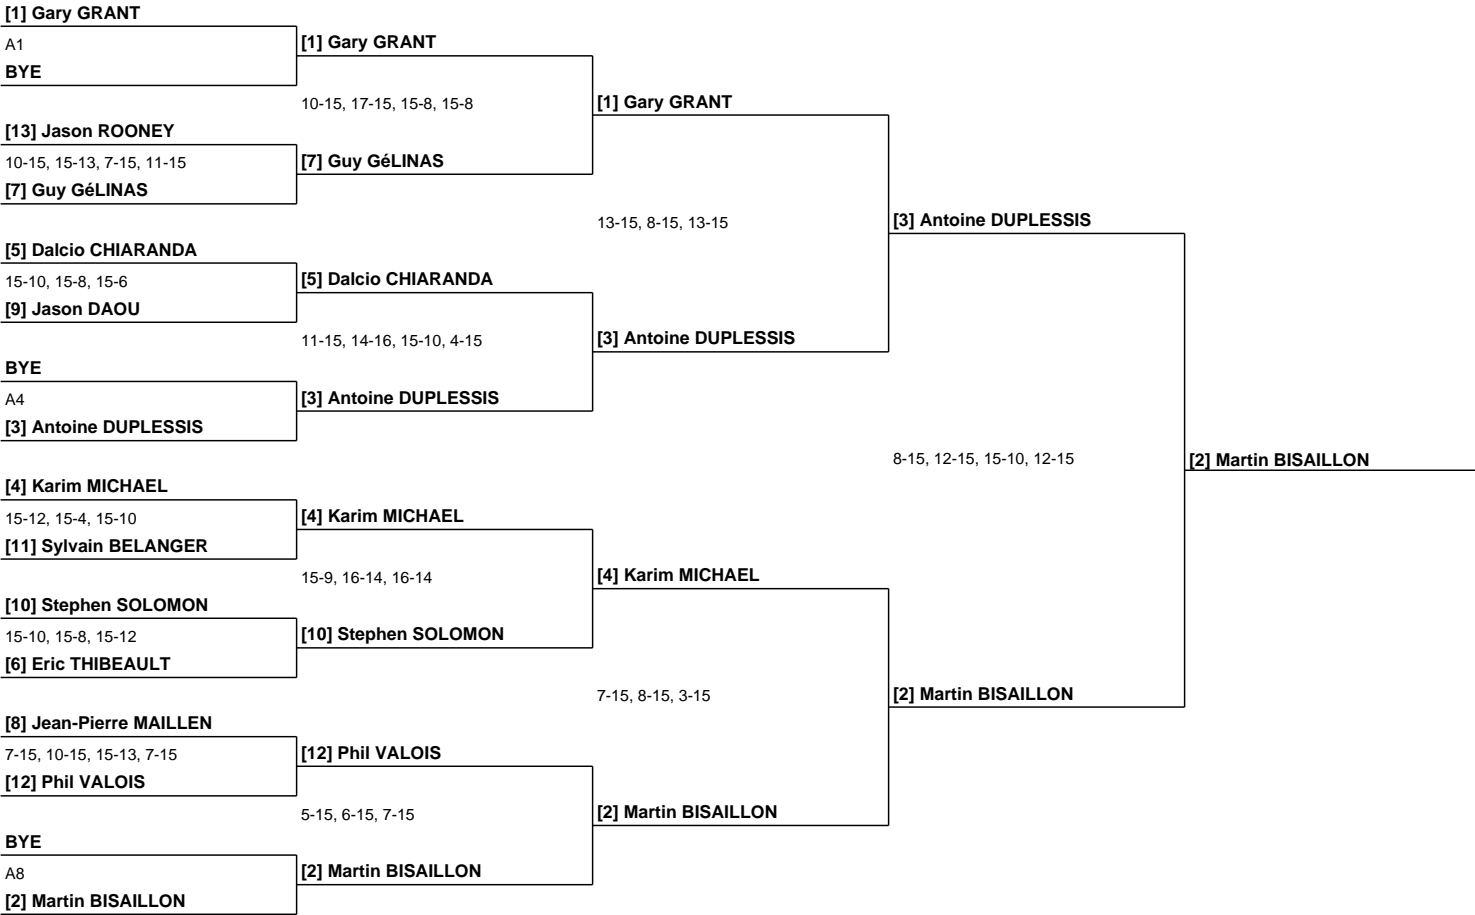 [1] Gary GRANT
A1
BYE
[13] Jason ROONEY
10-15, 15-13, 7-15, 11-15
[7] Guy GéLINAS
[5] Dalcio CHIARANDA
15-10, 15-8, 15-6
[9] Jason DAOU
BYE
A4
[3] Antoine DUPLESSIS
[4] Karim MICHAEL
15-12, 15-4, 15-10
[11] Sylvain BELANGER
[10] Stephen SOLOMON
15-10, 15-8, 15-12
[6] Eric THIBEAULT
[8] Jean-Pierre MAILLEN
7-15, 10-15, 15-13, 7-15
[12] Phil VALOIS
BYE
A8
[2] Martin BISAILLON
[1] Gary GRANT
10-15, 17-15, 15-8, 15-8
[7] Guy GéLINAS
[5] Dalcio CHIARANDA
11-15, 14-16, 15-10, 4-15
[3] Antoine DUPLESSIS
[4] Karim MICHAEL
15-9, 16-14, 16-14
[10] Stephen SOLOMON
[12] Phil VALOIS
5-15, 6-15, 7-15
[2] Martin BISAILLON
[1] Gary GRANT
13-15, 8-15, 13-15
[3] Antoine DUPLESSIS
[4] Karim MICHAEL
7-15, 8-15, 3-15
[2] Martin BISAILLON
[3] Antoine DUPLESSIS
8-15, 12-15, 15-10, 12-15
[2] Martin BISAILLON
[2] Martin BISAILLON